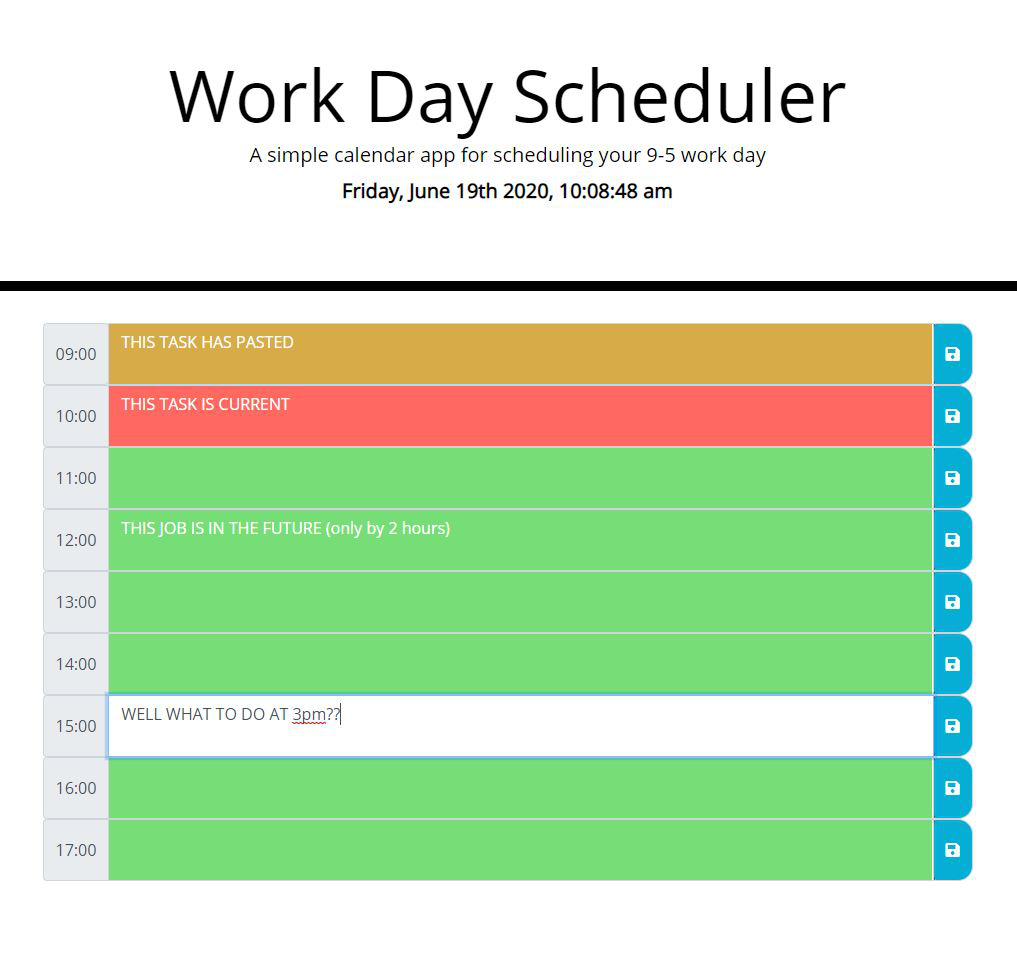 Work Day Scheduler
A simple calendar app for scheduling your 9-5 work day
Friday, June 19th 2020, 10:08:48 am
09:00 THIS TASK HAS PASTED
10:00 THIS TASK IS CURRENT
11:00
12:00 THIS JOB IS IN THE FUTURE (only by 2 hours)
13:00
14:00
15:00 WELL WHAT TO DO AT 3pm??
16:00
17:00